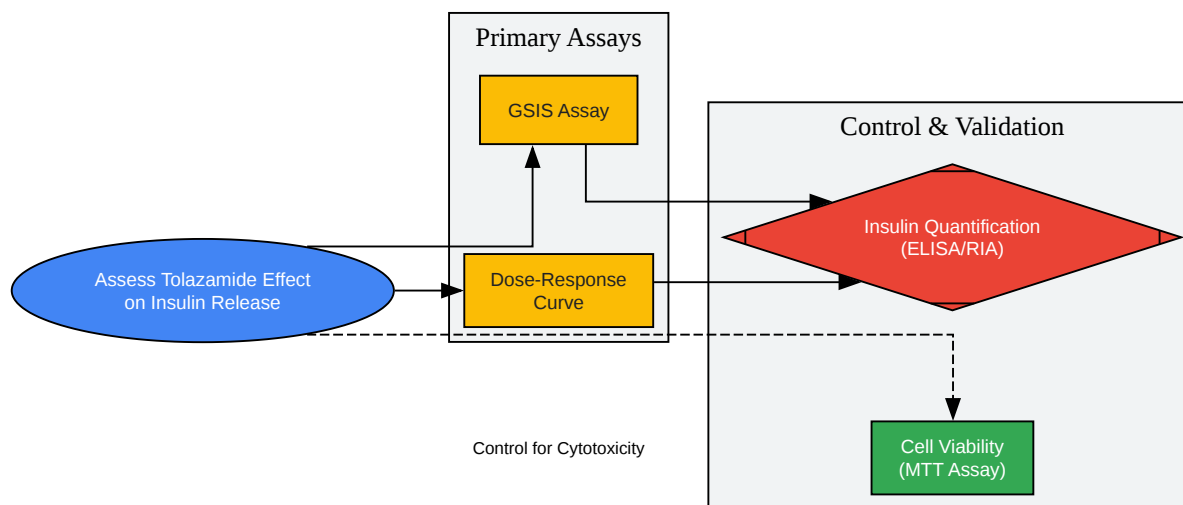 Primary Assays
GSIS Assay
Control & Validation
Insulin Quantification
(ELISA/RIA)
Assess Tolazamide Effect
on Insulin Release
Dose-Response
Curve
Control for Cytotoxicity
Cell Viability
(MTT Assay)